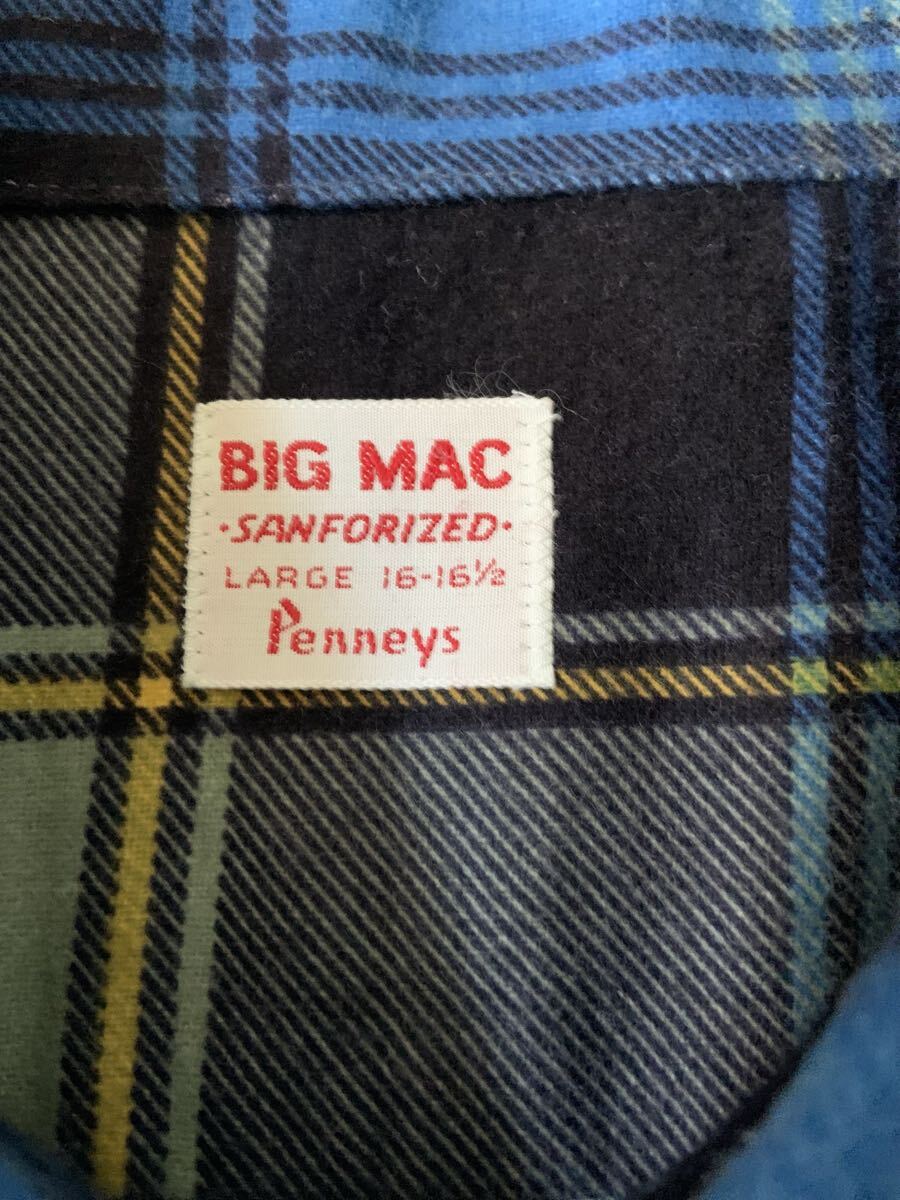 BIG MAC
·SANFORIZED·
LARGE 16-16½
Penneys